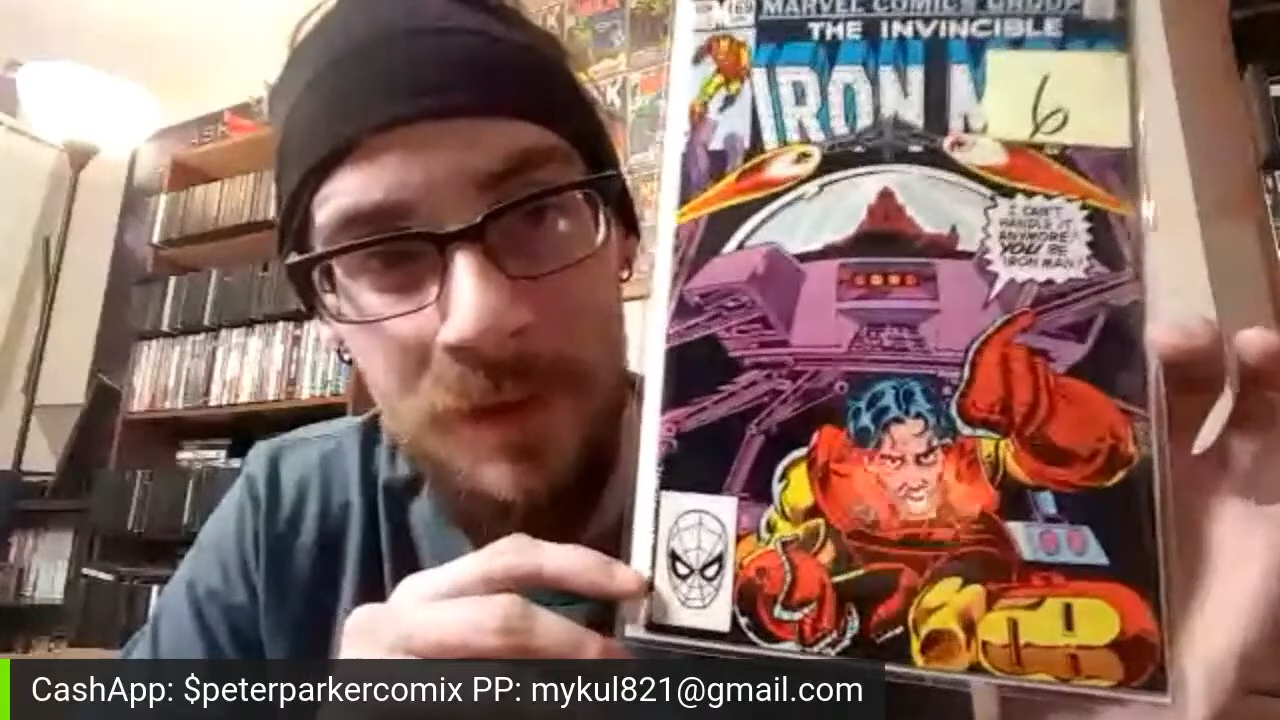 MARVEL COMICS GROUP
THE INVINCIBLE
IRON M
6
I CAN'T
HANDLE IT
ANYMORE!
YOU BE
IRON MAN!
CashApp: $peterparkercomix PP: mykul821@gmail.com